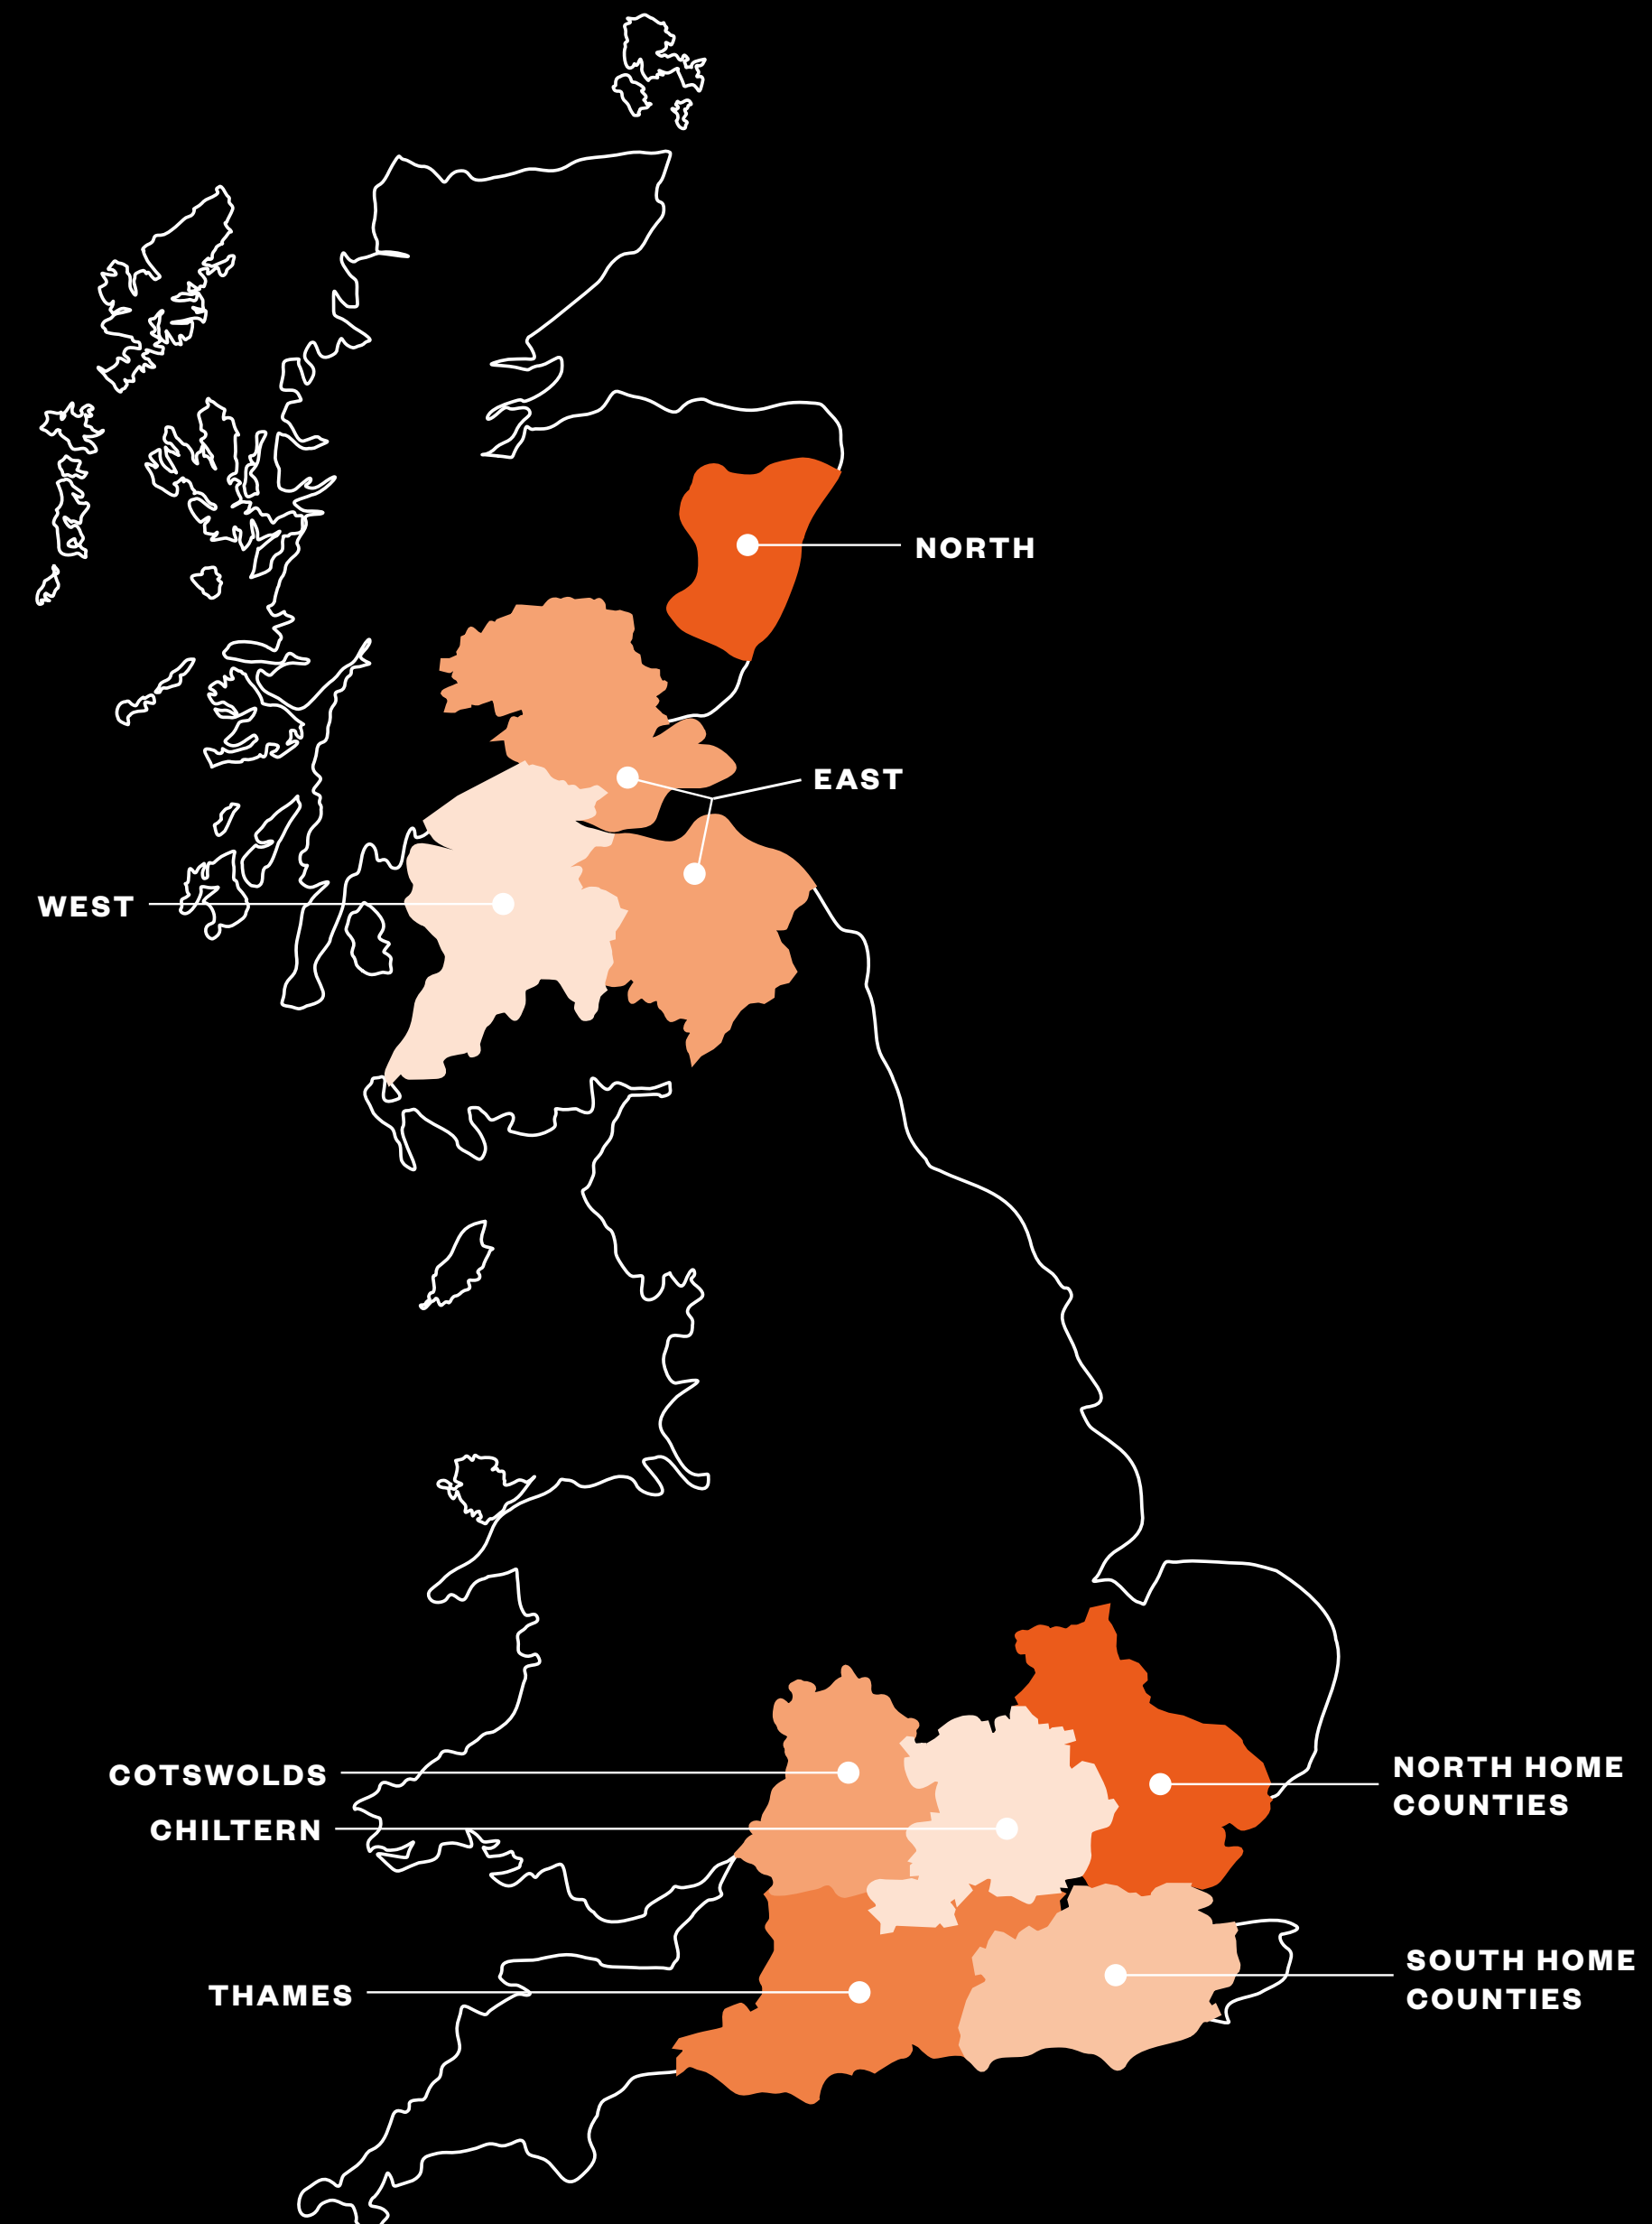 NORTH
EAST
WEST
COTSWOLDS
CHILTERN
NORTH HOME
COUNTIES
THAMES
SOUTH HOME
COUNTIES